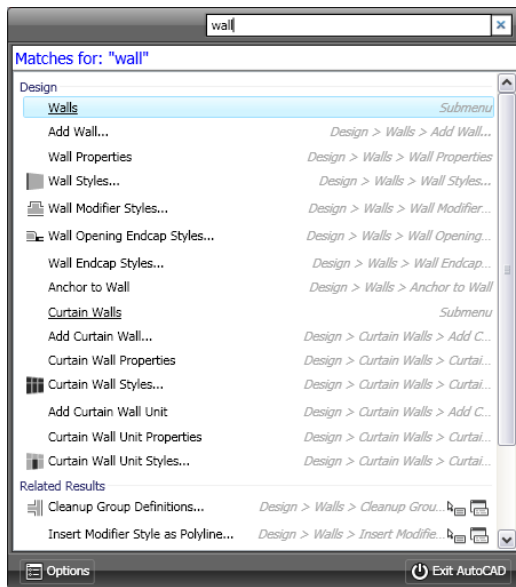 wall
Matches for: "wall"
Design
Walls Submenu
Add Wall... Design > Walls > Add Wall...
Wall Properties Design > Walls > Wall Properties
Wall Styles... Design > Walls > Wall Styles...
Wall Modifier Styles... Design > Walls > Wall Modifier...
Wall Opening Endcap Styles... Design > Walls > Wall Opening...
Wall Endcap Styles... Design > Walls > Wall Endcap...
Anchor to Wall Design > Walls > Anchor to Wall
Curtain Walls Submenu
Add Curtain Wall... Design > Curtain Walls > Add C...
Curtain Wall Properties Design > Curtain Walls > Curtai...
Curtain Wall Styles... Design > Curtain Walls > Curtai...
Add Curtain Wall Unit Design > Curtain Walls > Add C...
Curtain Wall Unit Properties Design > Curtain Walls > Curtai...
Curtain Wall Unit Styles... Design > Curtain Walls > Curtai...
Related Results
Cleanup Group Definitions... Design > Walls > Cleanup Grou...
Insert Modifier Style as Polyline... Design > Walls > Insert Modifie...
Options Exit AutoCAD